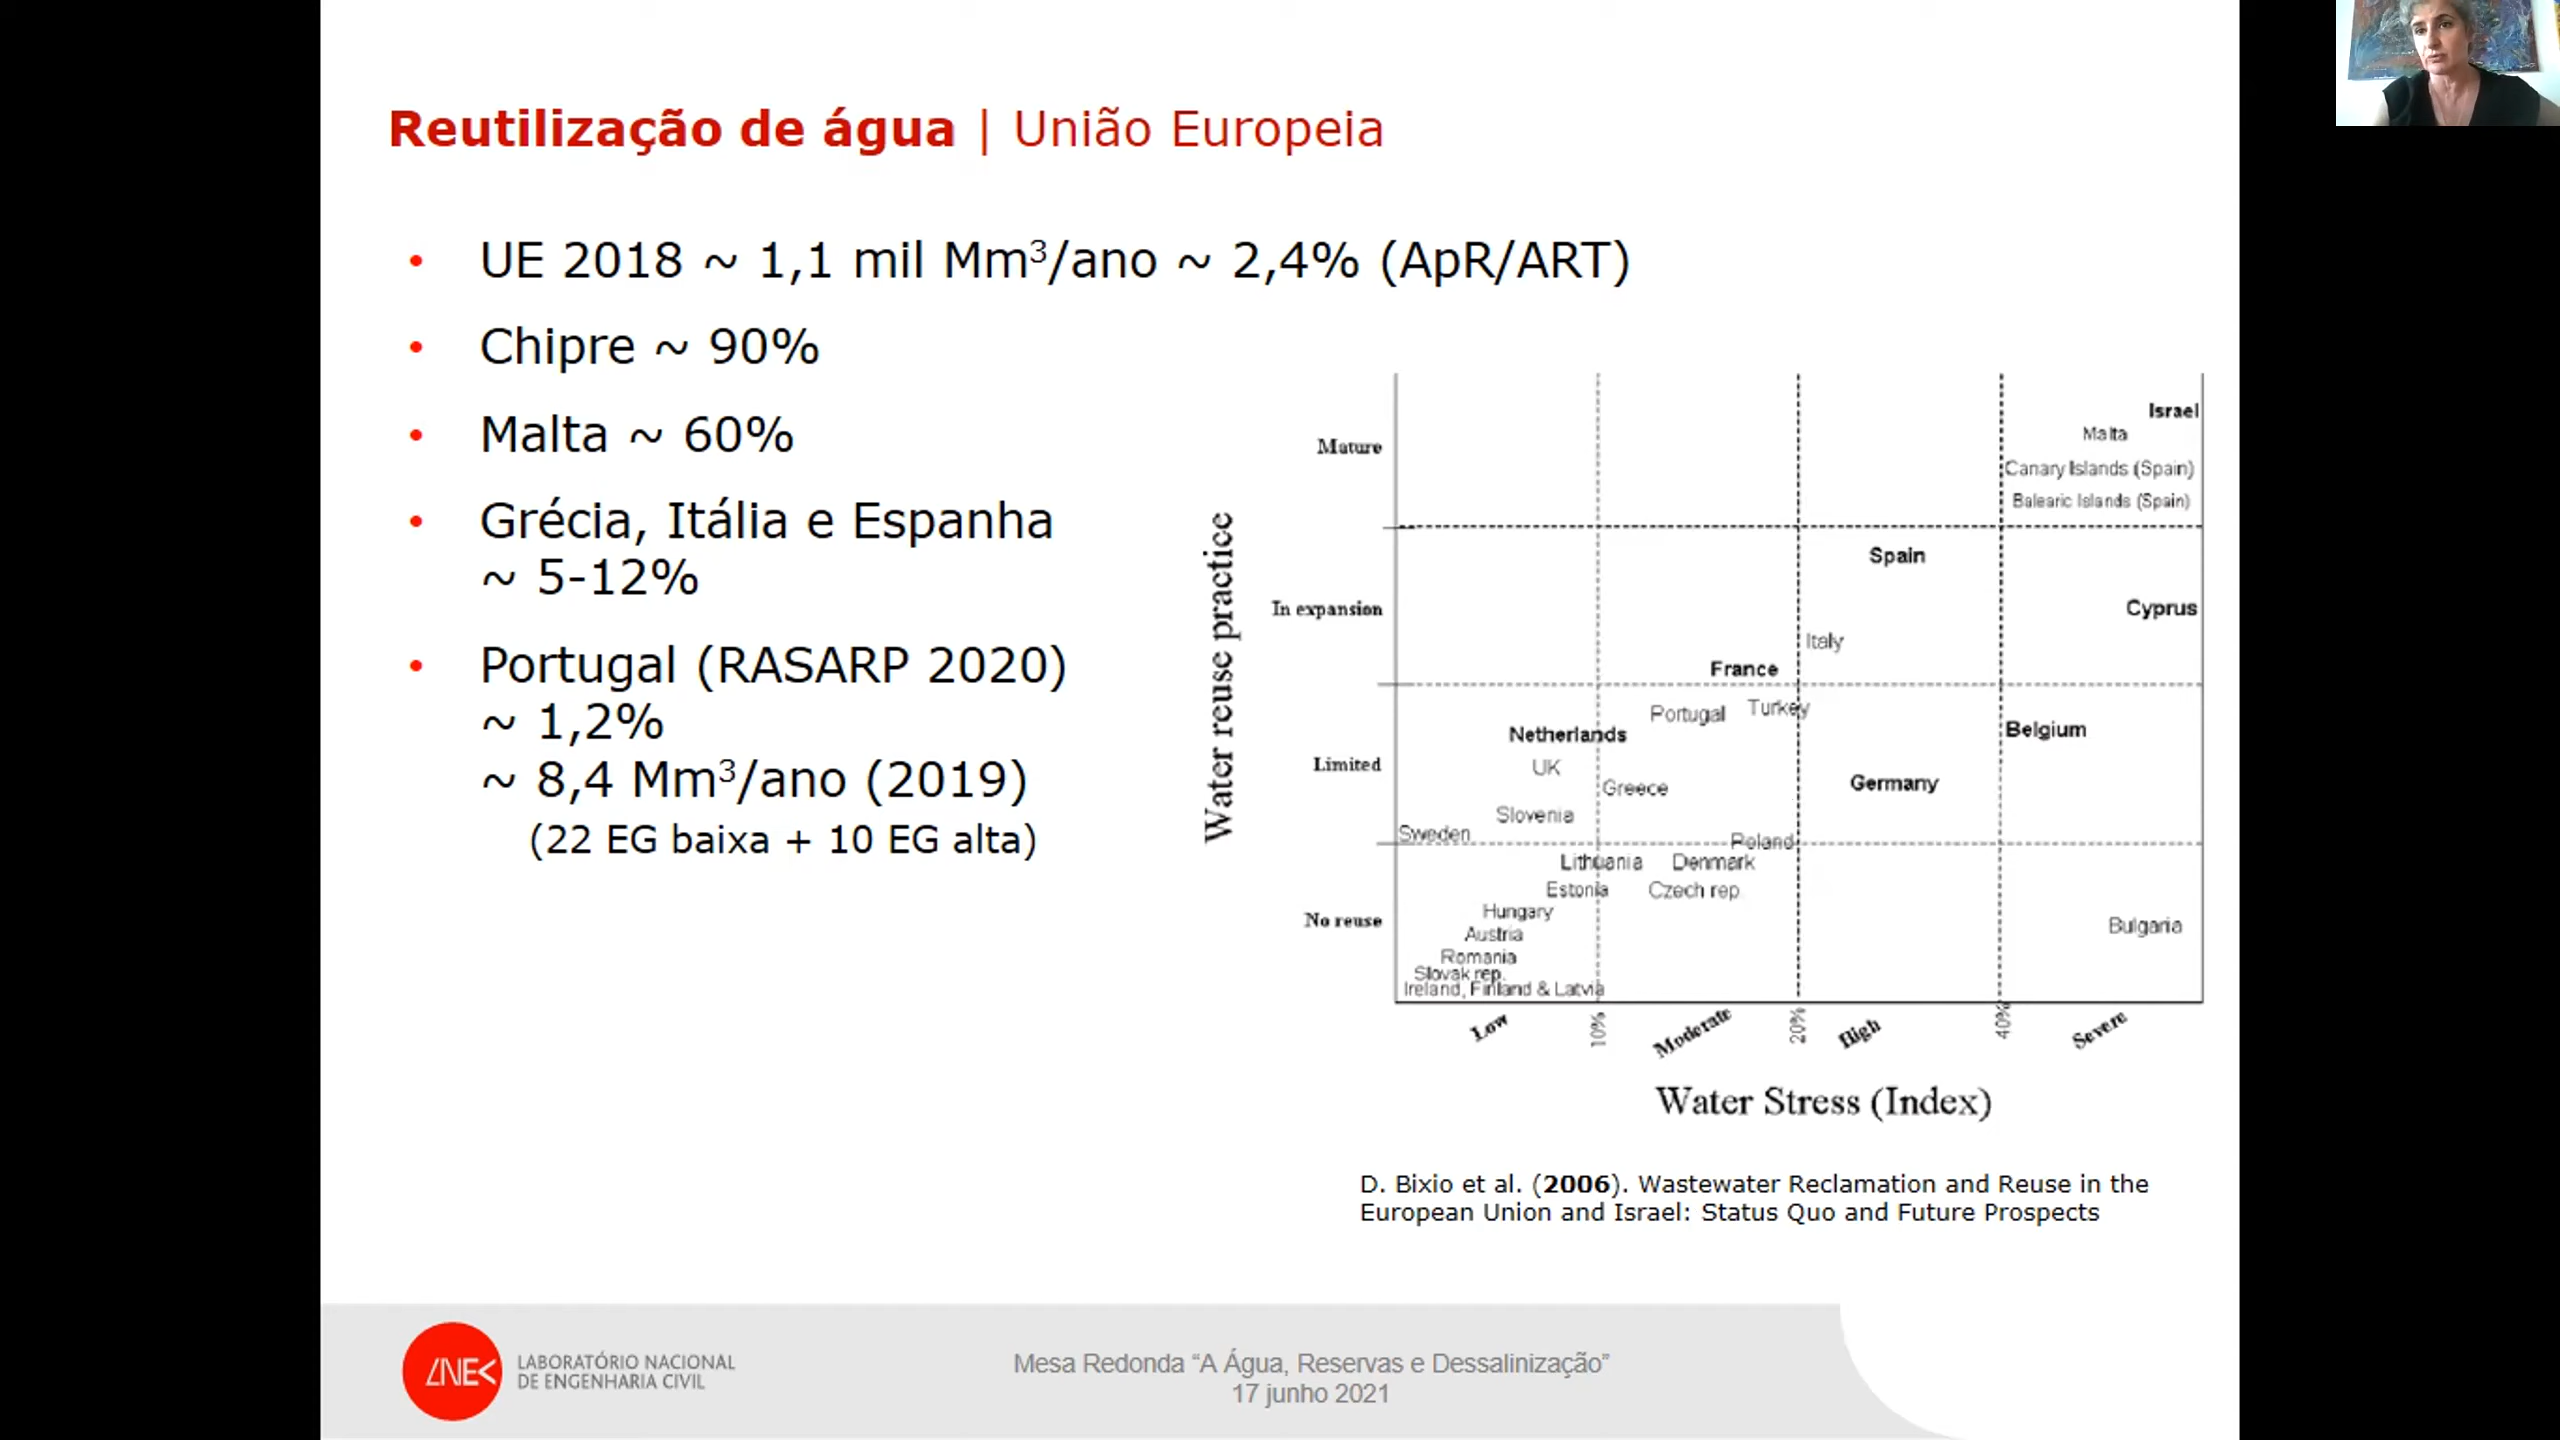 Reutilização de água | União Europeia
• UE 2018 ~ 1,1 mil Mm³/ano ~ 2,4% (ApR/ART)
• Chipre ~ 90%
• Malta ~ 60%
• Grécia, Itália e Espanha
~ 5-12%
• Portugal (RASARP 2020)
~ 1,2%
~ 8,4 Mm³/ano (2019)
(22 EG baixa + 10 EG alta)
Water reuse practice
Mature
In expansion
Limited
No reuse
Israel
Malta
Canary Islands (Spain)
Balearic Islands (Spain)
Spain
Cyprus
Italy
France
Portugal
Turkey
Netherlands
Belgium
UK
Greece
Germany
Slovenia
Sweden
Poland
Lithuania
Denmark
Estonia
Czech rep.
Hungary
Austria
Bulgaria
Romania
Slovak rep.
Ireland, Finland & Latvia
Low
10%
Moderate
20%
High
40%
Severe
Water Stress (Index)
D. Bixio et al. (2006). Wastewater Reclamation and Reuse in the
European Union and Israel: Status Quo and Future Prospects
LNEC
LABORATÓRIO NACIONAL
DE ENGENHARIA CIVIL
Mesa Redonda “A Água, Reservas e Dessalinização”
17 junho 2021